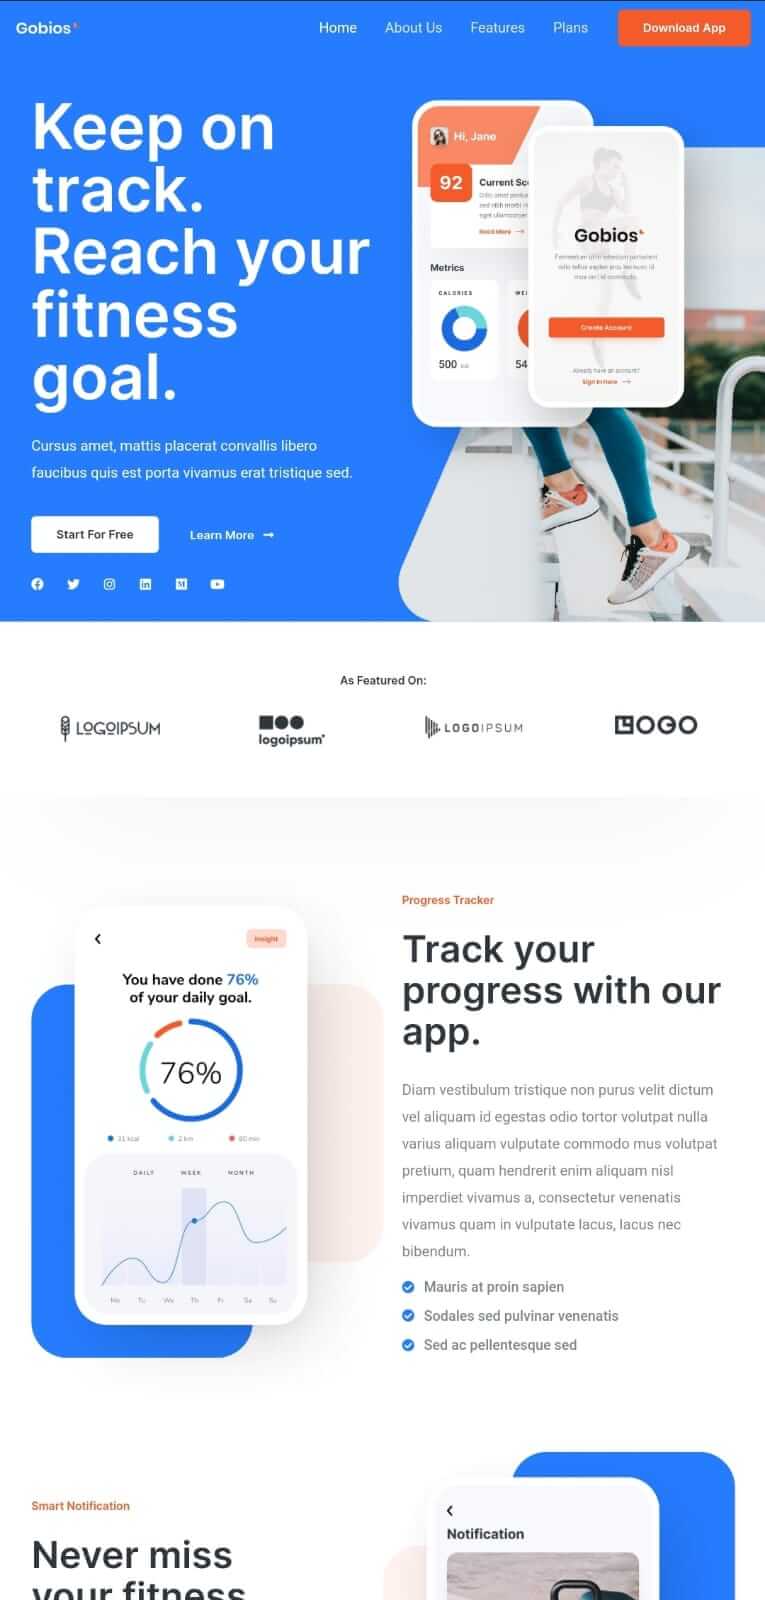 Gobios
Home
About Us
Features
Plans
Download App
Keep on
track.
Reach your
fitness
goal.
Cursus amet, mattis placerat convallis libero
faucibus quis est porta vivamus erat tristique sed.
Start For Free
Learn More
Hi, Jane
92
Current Sc
Read More
Metrics
CALORIES
500
WEI
54
Gobios
Create Account
Already have an account?
Sign In Here
As Featured On:
LOGOIPSUM
logoipsum
LOGOIPSUM
LOGO
Insight
You have done 76%
of your daily goal.
76%
2 km
DAILY
WEEK
MONTH
Mo
Tu
We
Th
Fr
Sa
Su
Progress Tracker
Track your
progress with our
app.
Diam vestibulum tristique non purus velit dictum
vel aliquam id egestas odio tortor volutpat nulla
varius aliquam vulputate commodo mus volutpat
pretium, quam hendrerit enim aliquam nisl
imperdiet vivamus a, consectetur venenatis
vivamus quam in vulputate lacus, lacus nec
bibendum.
Mauris at proin sapien
Sodales sed pulvinar venenatis
Sed ac pellentesque sed
Smart Notification
Never miss
your fitness
Notification